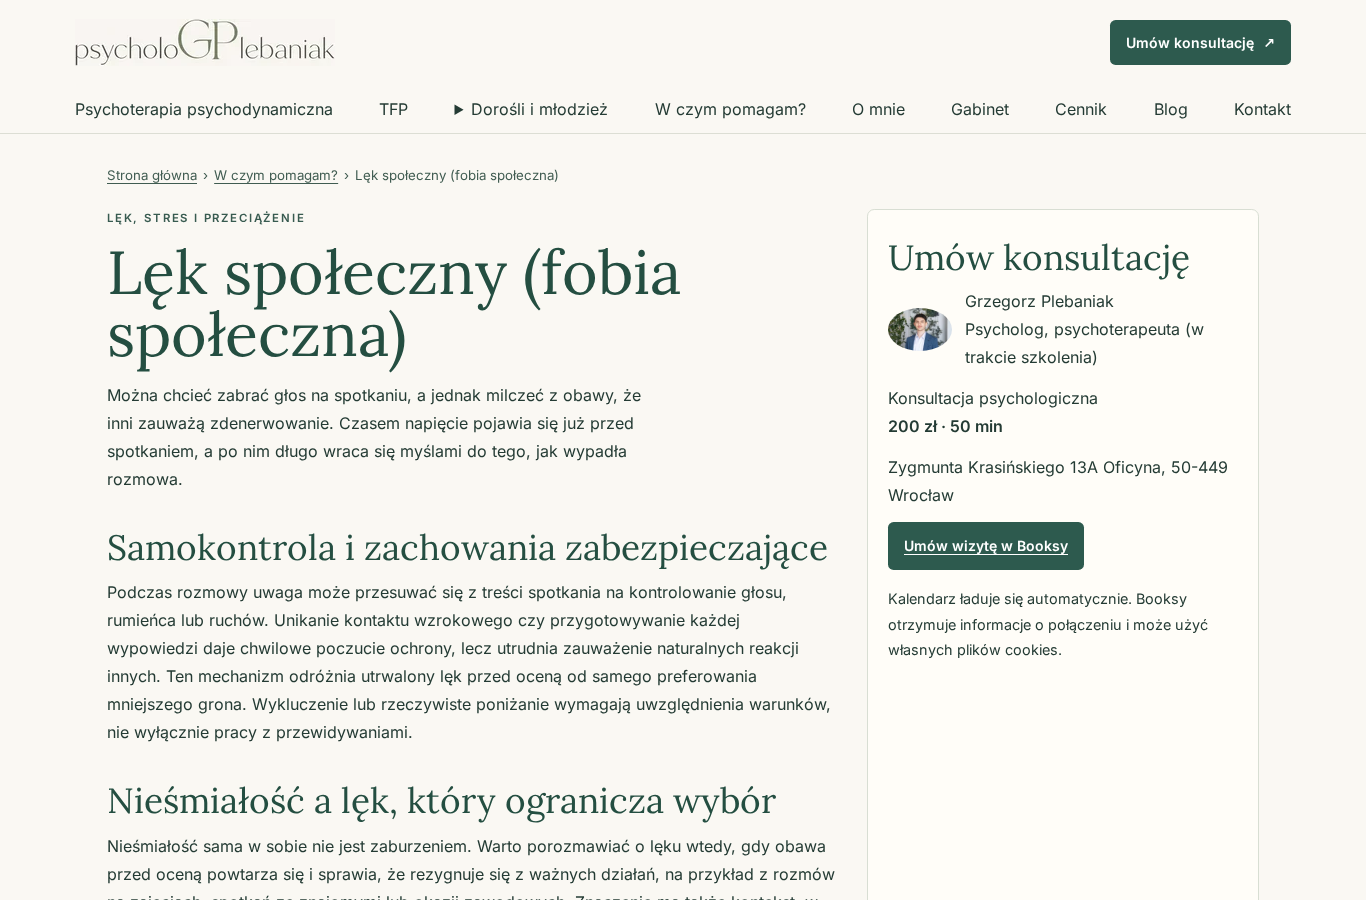 psycholoGPlebaniak
Umów konsultację ↗
Psychoterapia psychodynamiczna
TFP
▶ Dorośli i młodzież
W czym pomagam?
O mnie
Gabinet
Cennik
Blog
Kontakt
Strona główna › W czym pomagam? › Lęk społeczny (fobia społeczna)
LĘK, STRES I PRZECIĄŻENIE
Lęk społeczny (fobia
społeczna)
Można chcieć zabrać głos na spotkaniu, a jednak milczeć z obawy, że
inni zauważą zdenerwowanie. Czasem napięcie pojawia się już przed
spotkaniem, a po nim długo wraca się myślami do tego, jak wypadła
rozmowa.
Samokontrola i zachowania zabezpieczające
Podczas rozmowy uwaga może przesuwać się z treści spotkania na kontrolowanie głosu,
rumieńca lub ruchów. Unikanie kontaktu wzrokowego czy przygotowywanie każdej
wypowiedzi daje chwilowe poczucie ochrony, lecz utrudnia zauważenie naturalnych reakcji
innych. Ten mechanizm odróżnia utrwalony lęk przed oceną od samego preferowania
mniejszego grona. Wykluczenie lub rzeczywiste poniżanie wymagają uwzględnienia warunków,
nie wyłącznie pracy z przewidywaniami.
Nieśmiałość a lęk, który ogranicza wybór
Nieśmiałość sama w sobie nie jest zaburzeniem. Warto porozmawiać o lęku wtedy, gdy obawa
przed oceną powtarza się i sprawia, że rezygnuje się z ważnych działań, na przykład z rozmów
Umów konsultację
Grzegorz Plebaniak
Psycholog, psychoterapeuta (w
trakcie szkolenia)
Konsultacja psychologiczna
200 zł · 50 min
Zygmunta Krasińskiego 13A Oficyna, 50-449
Wrocław
Umów wizytę w Booksy
Kalendarz ładuje się automatycznie. Booksy
otrzymuje informacje o połączeniu i może użyć
własnych plików cookies.